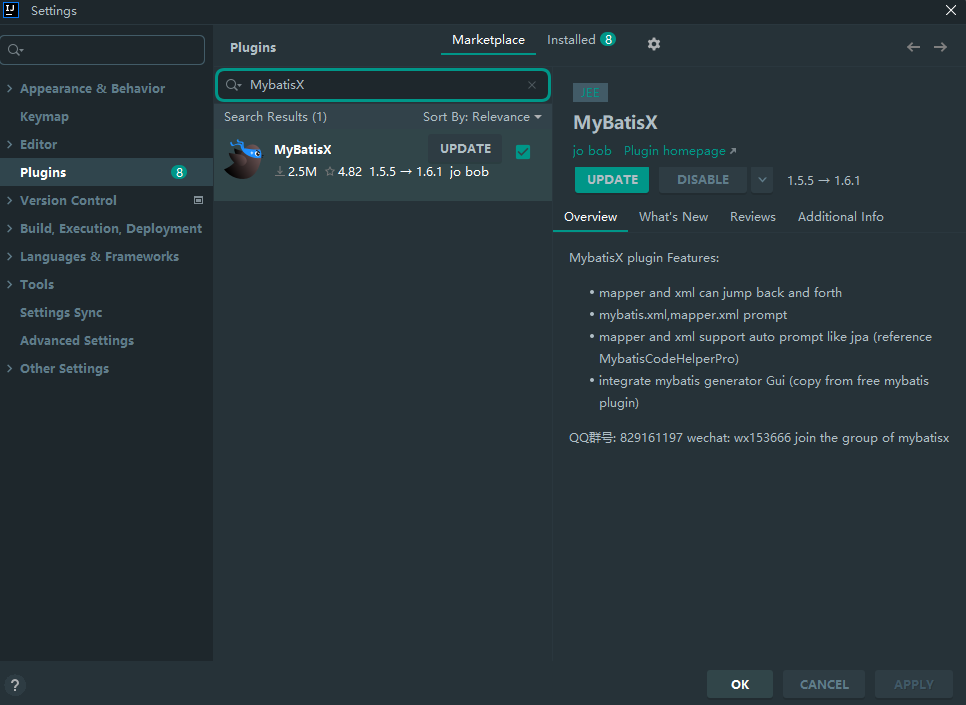 IJ
Settings
Plugins
Marketplace
Installed 8
MybatisX
Appearance & Behavior
Keymap
Editor
Plugins 8
Version Control
Build, Execution, Deployment
Languages & Frameworks
Tools
Settings Sync
Advanced Settings
Other Settings
Search Results (1)
Sort By: Relevance
MyBatisX
UPDATE
2.5M 4.82 1.5.5 → 1.6.1 jo bob
JEE
MyBatisX
jo bob Plugin homepage ↗
UPDATE DISABLE 1.5.5 → 1.6.1
Overview What's New Reviews Additional Info
MybatisX plugin Features:
• mapper and xml can jump back and forth
• mybatis.xml,mapper.xml prompt
• mapper and xml support auto prompt like jpa (reference
MybatisCodeHelperPro)
• integrate mybatis generator Gui (copy from free mybatis
plugin)
QQ群号: 829161197 wechat: wx153666 join the group of mybatisx
?
OK CANCEL APPLY